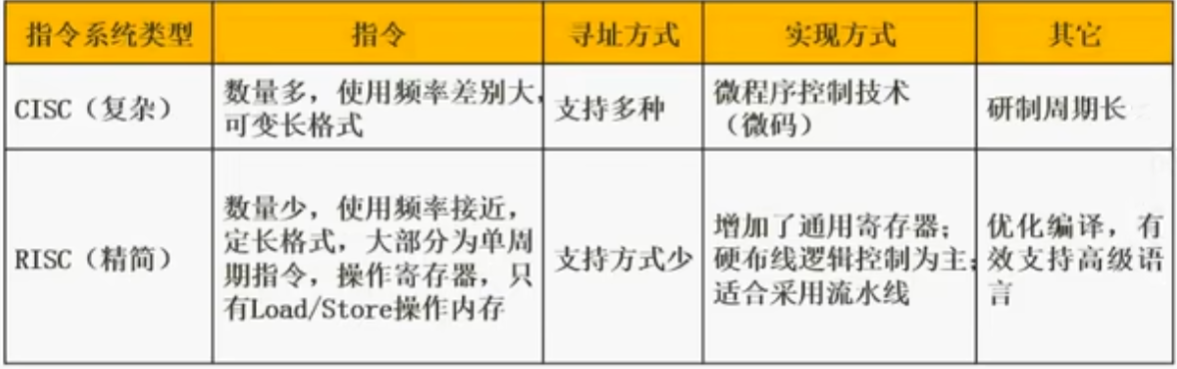 指令系统类型 指令 寻址方式 实现方式 其它
CISC（复杂）
数量多，使用频率差别大，
可变长格式
支持多种
微程序控制技术
（微码）
研制周期长
RISC（精简）
数量少，使用频率接近，
定长格式，大部分为单周
期指令，操作寄存器，只
有Load/Store操作内存
支持方式少
增加了通用寄存器；
硬布线逻辑控制为主；
适合采用流水线
优化编译，有
效支持高级语
言